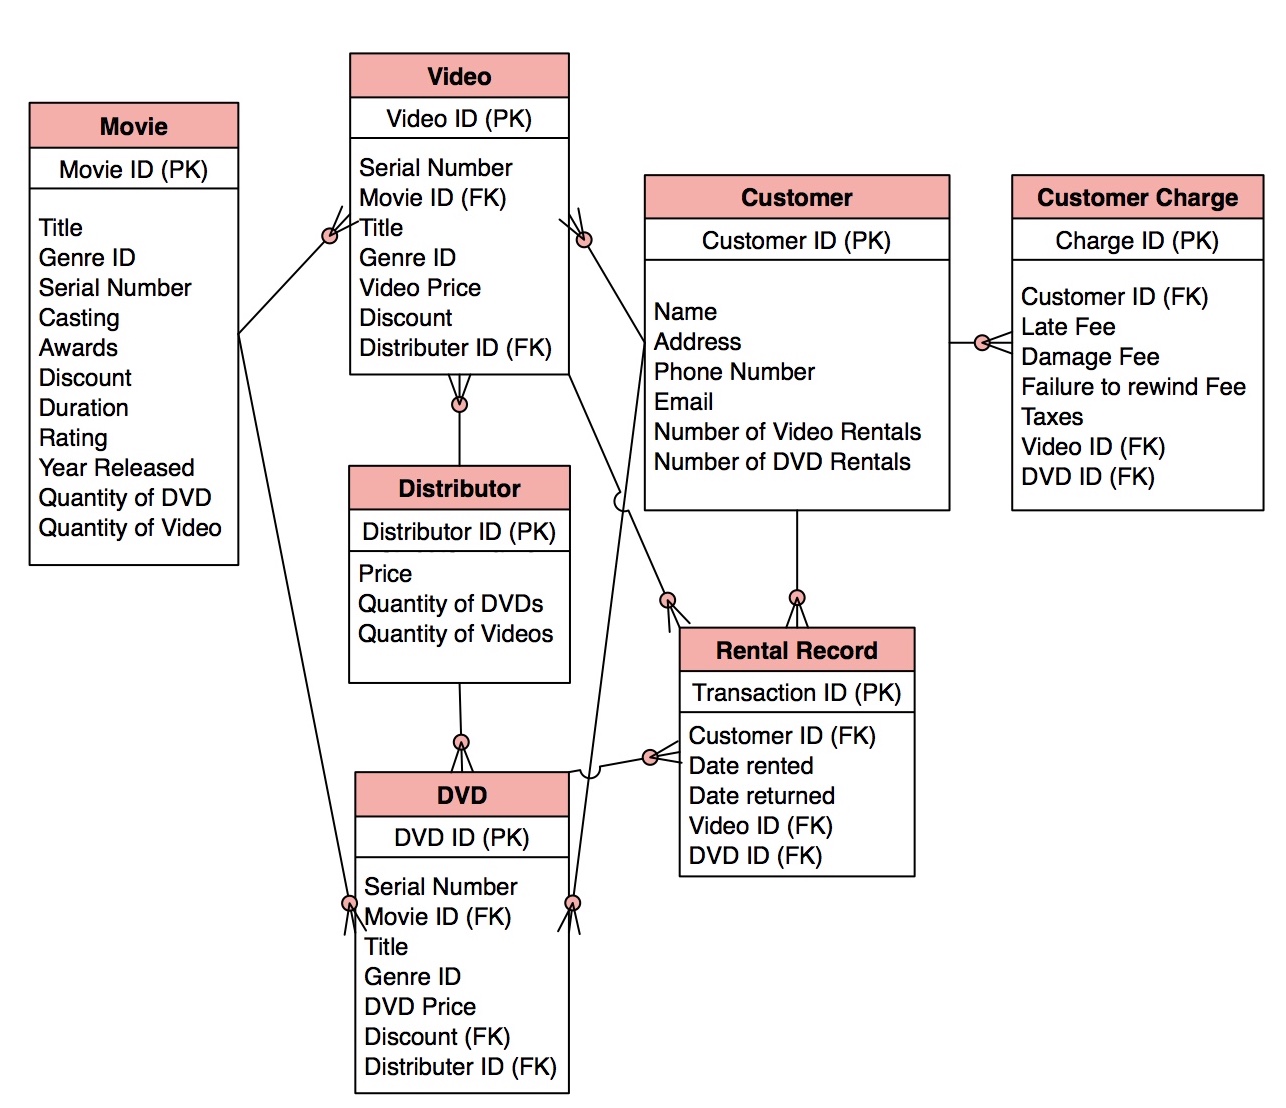 Movie
Movie ID (PK)
Title
Genre ID
Serial Number
Casting
Awards
Discount
Duration
Rating
Year Released
Quantity of DVD
Quantity of Video
Video
Video ID (PK)
Serial Number
Movie ID (FK)
Title
Genre ID
Video Price
Discount
Distributer ID (FK)
Distributor
Distributor ID (PK)
Price
Quantity of DVDs
Quantity of Videos
DVD
DVD ID (PK)
Serial Number
Movie ID (FK)
Title
Genre ID
DVD Price
Discount (FK)
Distributer ID (FK)
Customer
Customer ID (PK)
Name
Address
Phone Number
Email
Number of Video Rentals
Number of DVD Rentals
Rental Record
Transaction ID (PK)
Customer ID (FK)
Date rented
Date returned
Video ID (FK)
DVD ID (FK)
Customer Charge
Charge ID (PK)
Customer ID (FK)
Late Fee
Damage Fee
Failure to rewind Fee
Taxes
Video ID (FK)
DVD ID (FK)